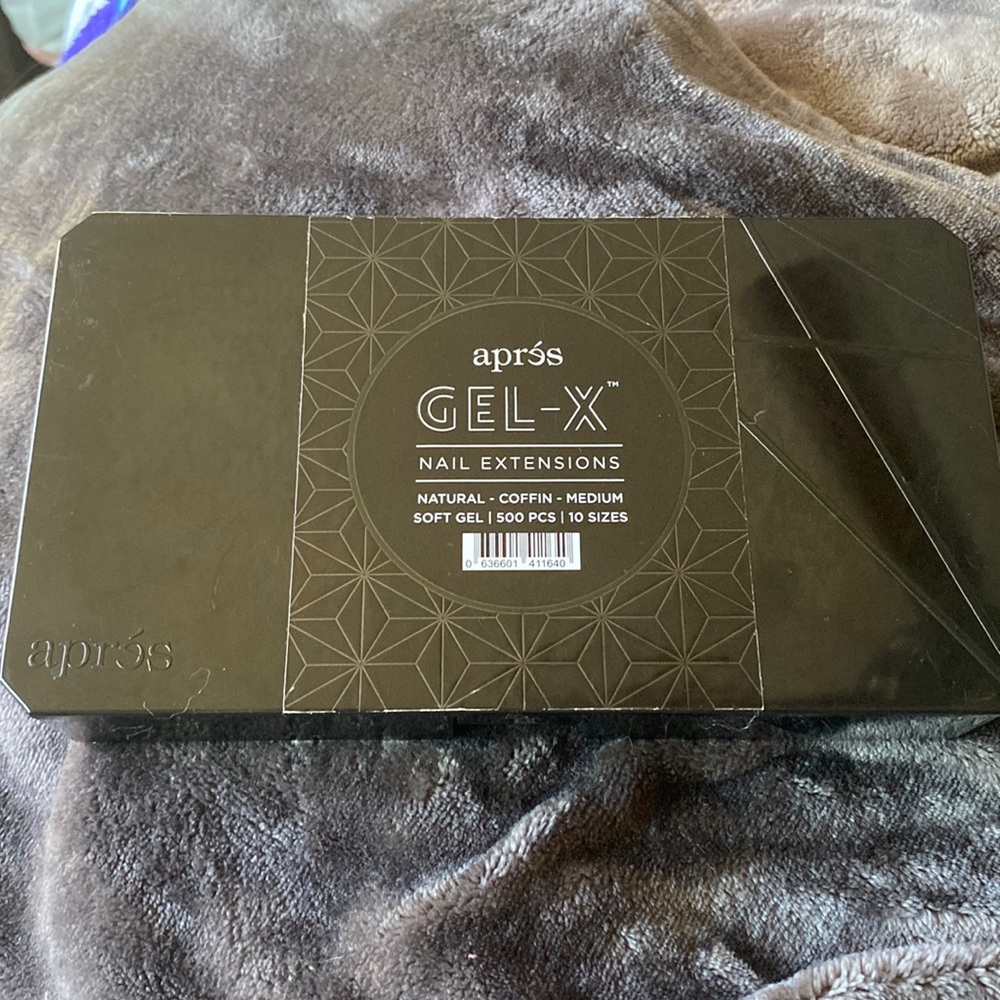 aprés
GEL-X™
NAIL EXTENSIONS
NATURAL - COFFIN - MEDIUM
SOFT GEL | 500 PCS | 10 SIZES
0 636601 411640
aprés